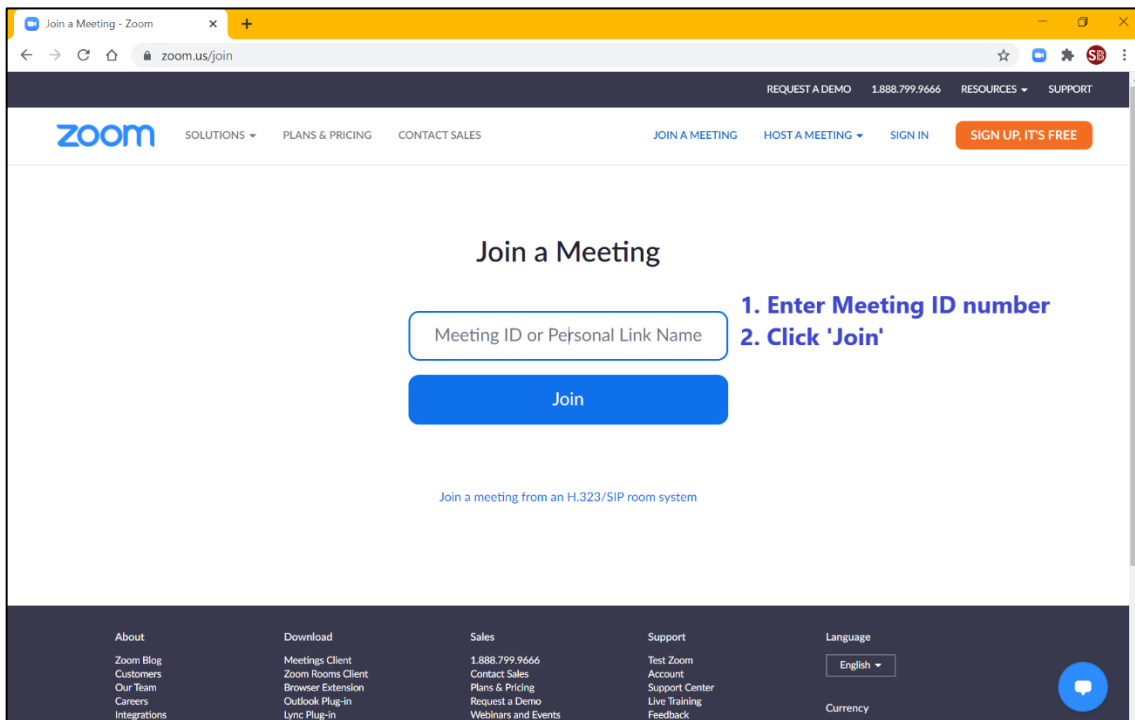 Join a Meeting - Zoom
zoom.us/join
SB
REQUEST A DEMO 1.888.799.9666 RESOURCES SUPPORT
zoom SOLUTIONS PLANS & PRICING CONTACT SALES JOIN A MEETING HOST A MEETING SIGN IN SIGN UP, IT'S FREE
Join a Meeting
Meeting ID or Personal Link Name
1. Enter Meeting ID number
2. Click 'Join'
Join
Join a meeting from an H.323/SIP room system
About
Zoom Blog
Customers
Our Team
Careers
Integrations
Download
Meetings Client
Zoom Rooms Client
Browser Extension
Outlook Plug-in
Lync Plug-in
Sales
1.888.799.9666
Contact Sales
Plans & Pricing
Request a Demo
Webinars and Events
Support
Test Zoom
Account
Support Center
Live Training
Feedback
Language
English
Currency